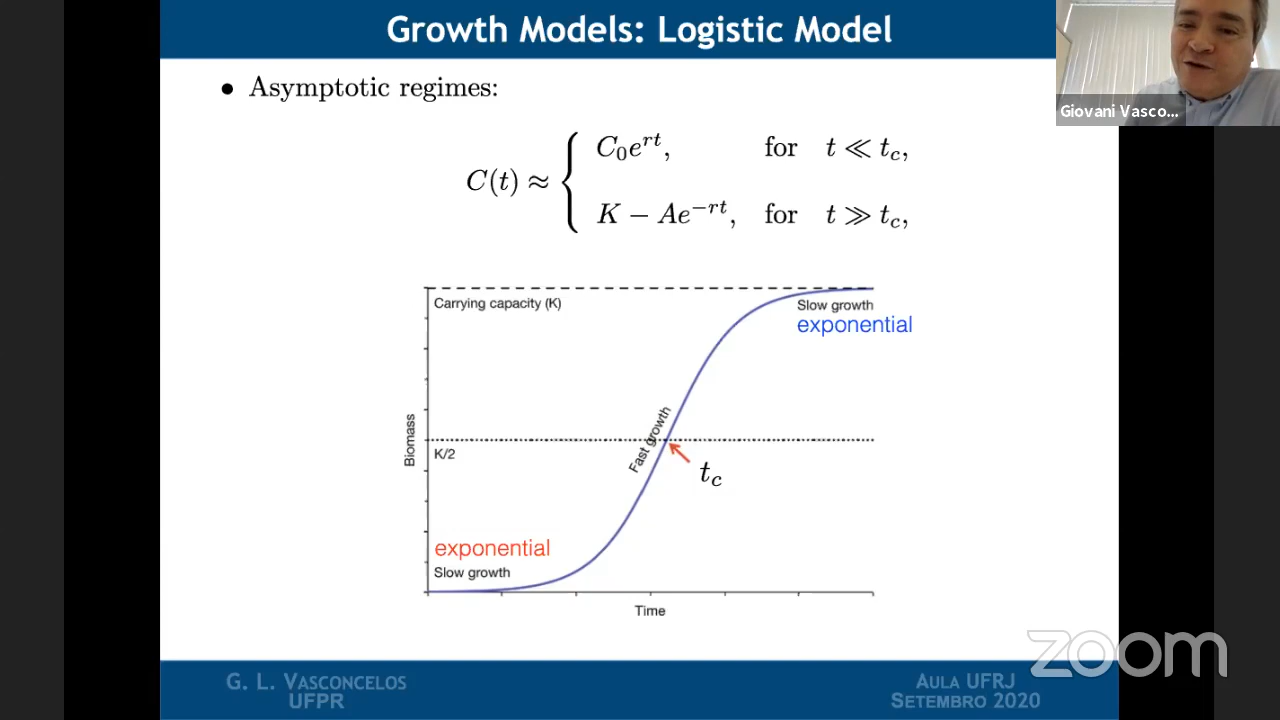 Growth Models: Logistic Model
Giovani Vasco...
• Asymptotic regimes:
C(t) ≈ { C₀e^{rt}, for t ≪ t_c,
K − Ae^{−rt}, for t ≫ t_c,
Carrying capacity (K)
Slow growth
exponential
Fast growth
Biomass
K/2
t_c
exponential
Slow growth
Time
zoom
G. L. Vasconcelos
UFPR
Aula UFRJ
Setembro 2020